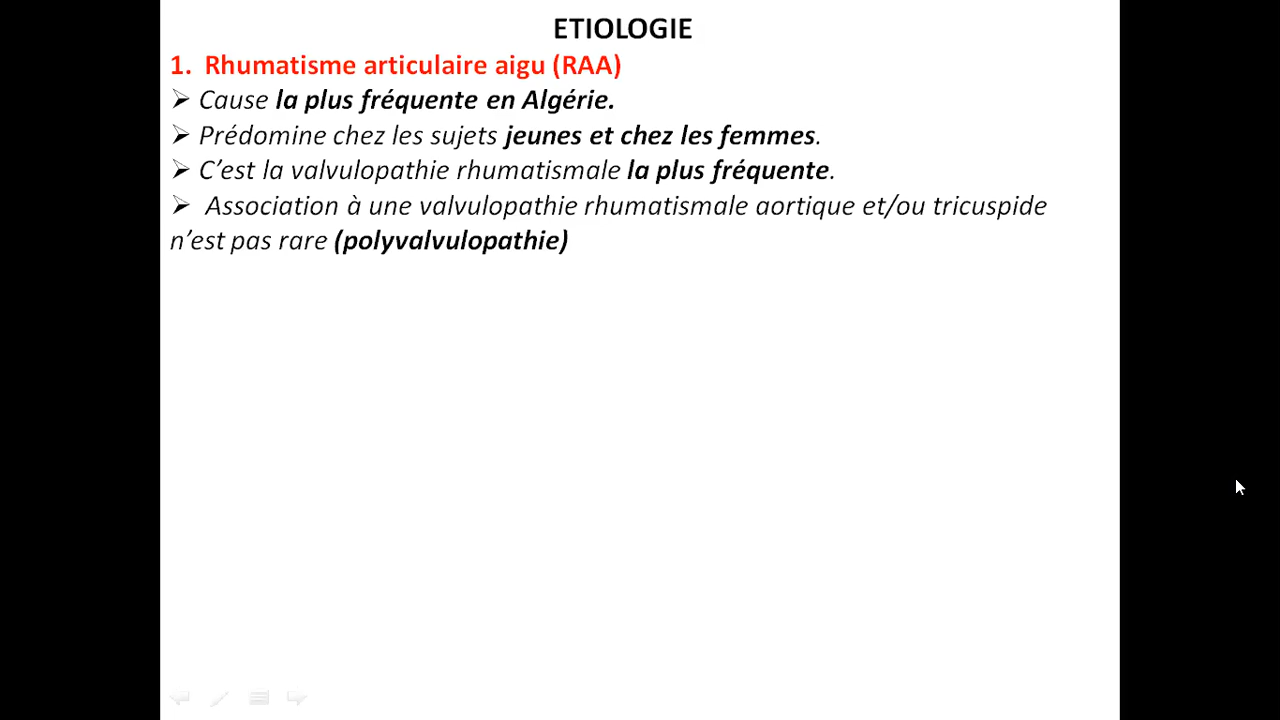 ETIOLOGIE
1. Rhumatisme articulaire aigu (RAA)
➢ Cause la plus fréquente en Algérie.
➢ Prédomine chez les sujets jeunes et chez les femmes.
➢ C’est la valvulopathie rhumatismale la plus fréquente.
➢ Association à une valvulopathie rhumatismale aortique et/ou tricuspide
n’est pas rare (polyvalvulopathie)